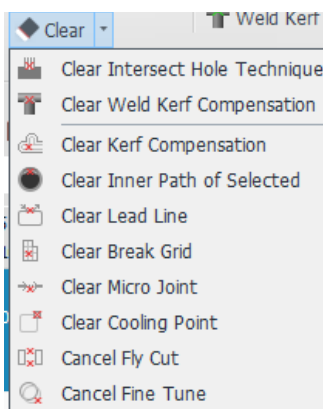 Clear
Weld Kerf
Clear Intersect Hole Technique
Clear Weld Kerf Compensation
Clear Kerf Compensation
Clear Inner Path of Selected
Clear Lead Line
Clear Break Grid
Clear Micro Joint
Clear Cooling Point
Cancel Fly Cut
Cancel Fine Tune